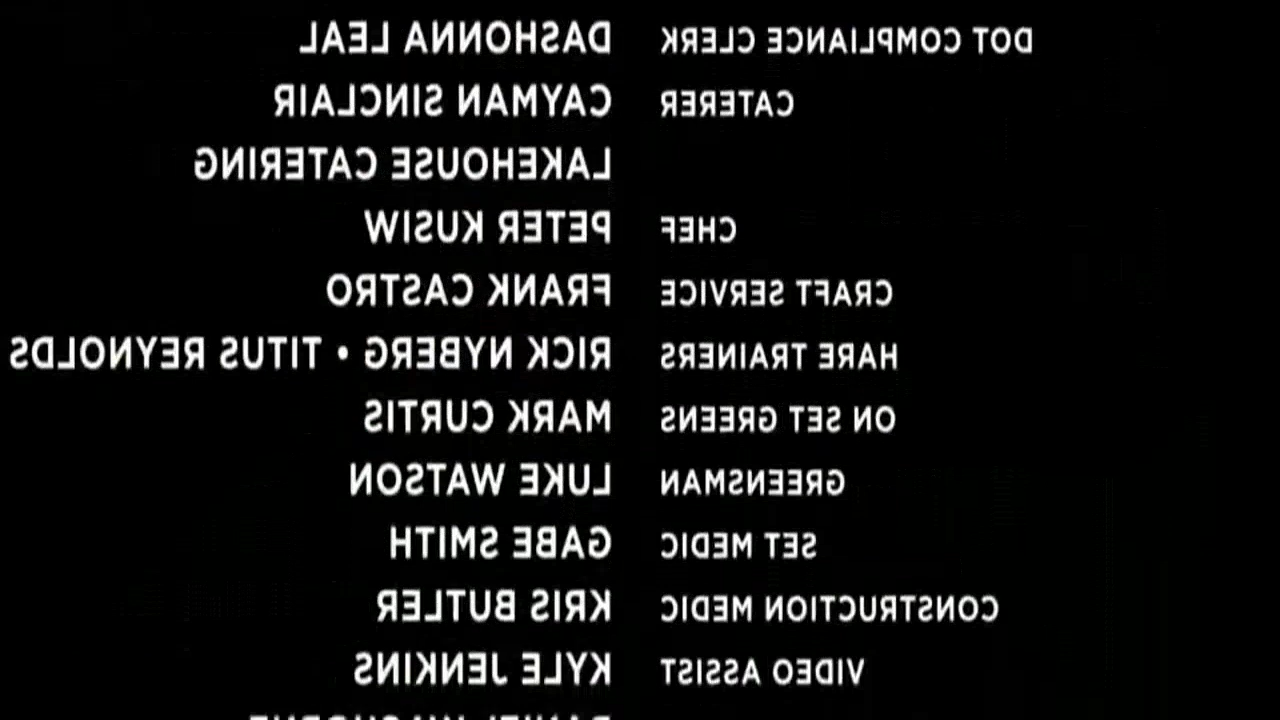 DOT COMPLIANCE CLERK DASHONNA LEAL
CATERER CAYMAN SINCLAIR
LAKEHOUSE CATERING
CHEF PETER KUSIW
CRAFT SERVICE FRANK CASTRO
HARE TRAINERS RICK NYBERG • TITUS REYNOLDS
ON SET GREENS MARK CURTIS
GREENSMAN LUKE WATSON
SET MEDIC GABE SMITH
CONSTRUCTION MEDIC KRIS BUTLER
VIDEO ASSIST KYLE JENKINS